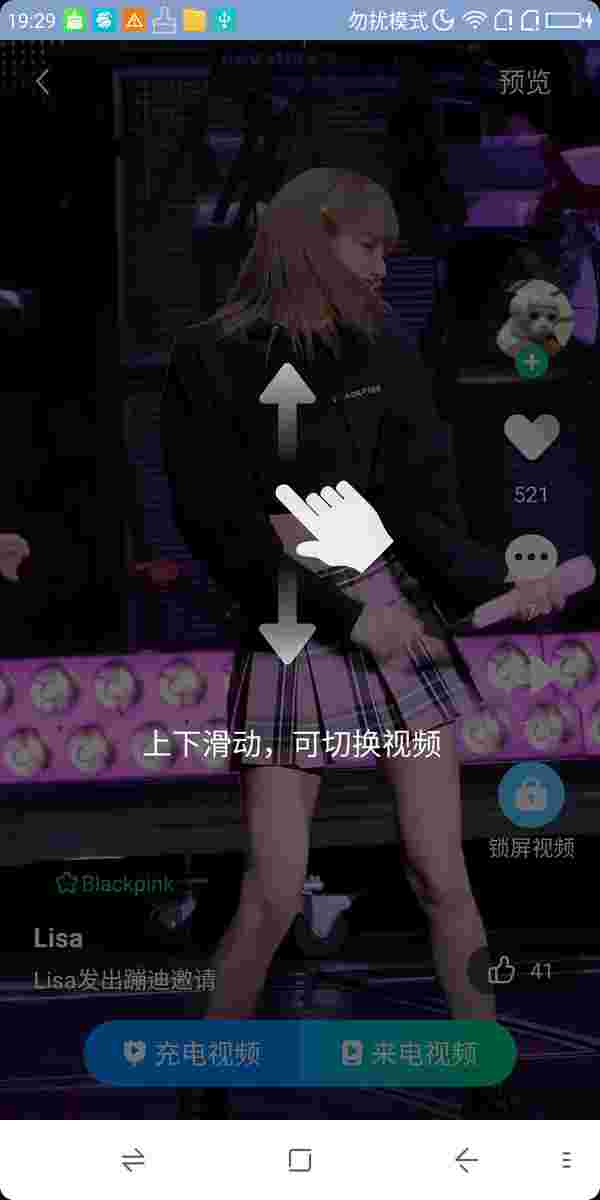 19:29
勿扰模式
预览
521
上下滑动，可切换视频
锁屏视频
Blackpink
Lisa
Lisa发出蹦迪邀请
41
充电视频
来电视频